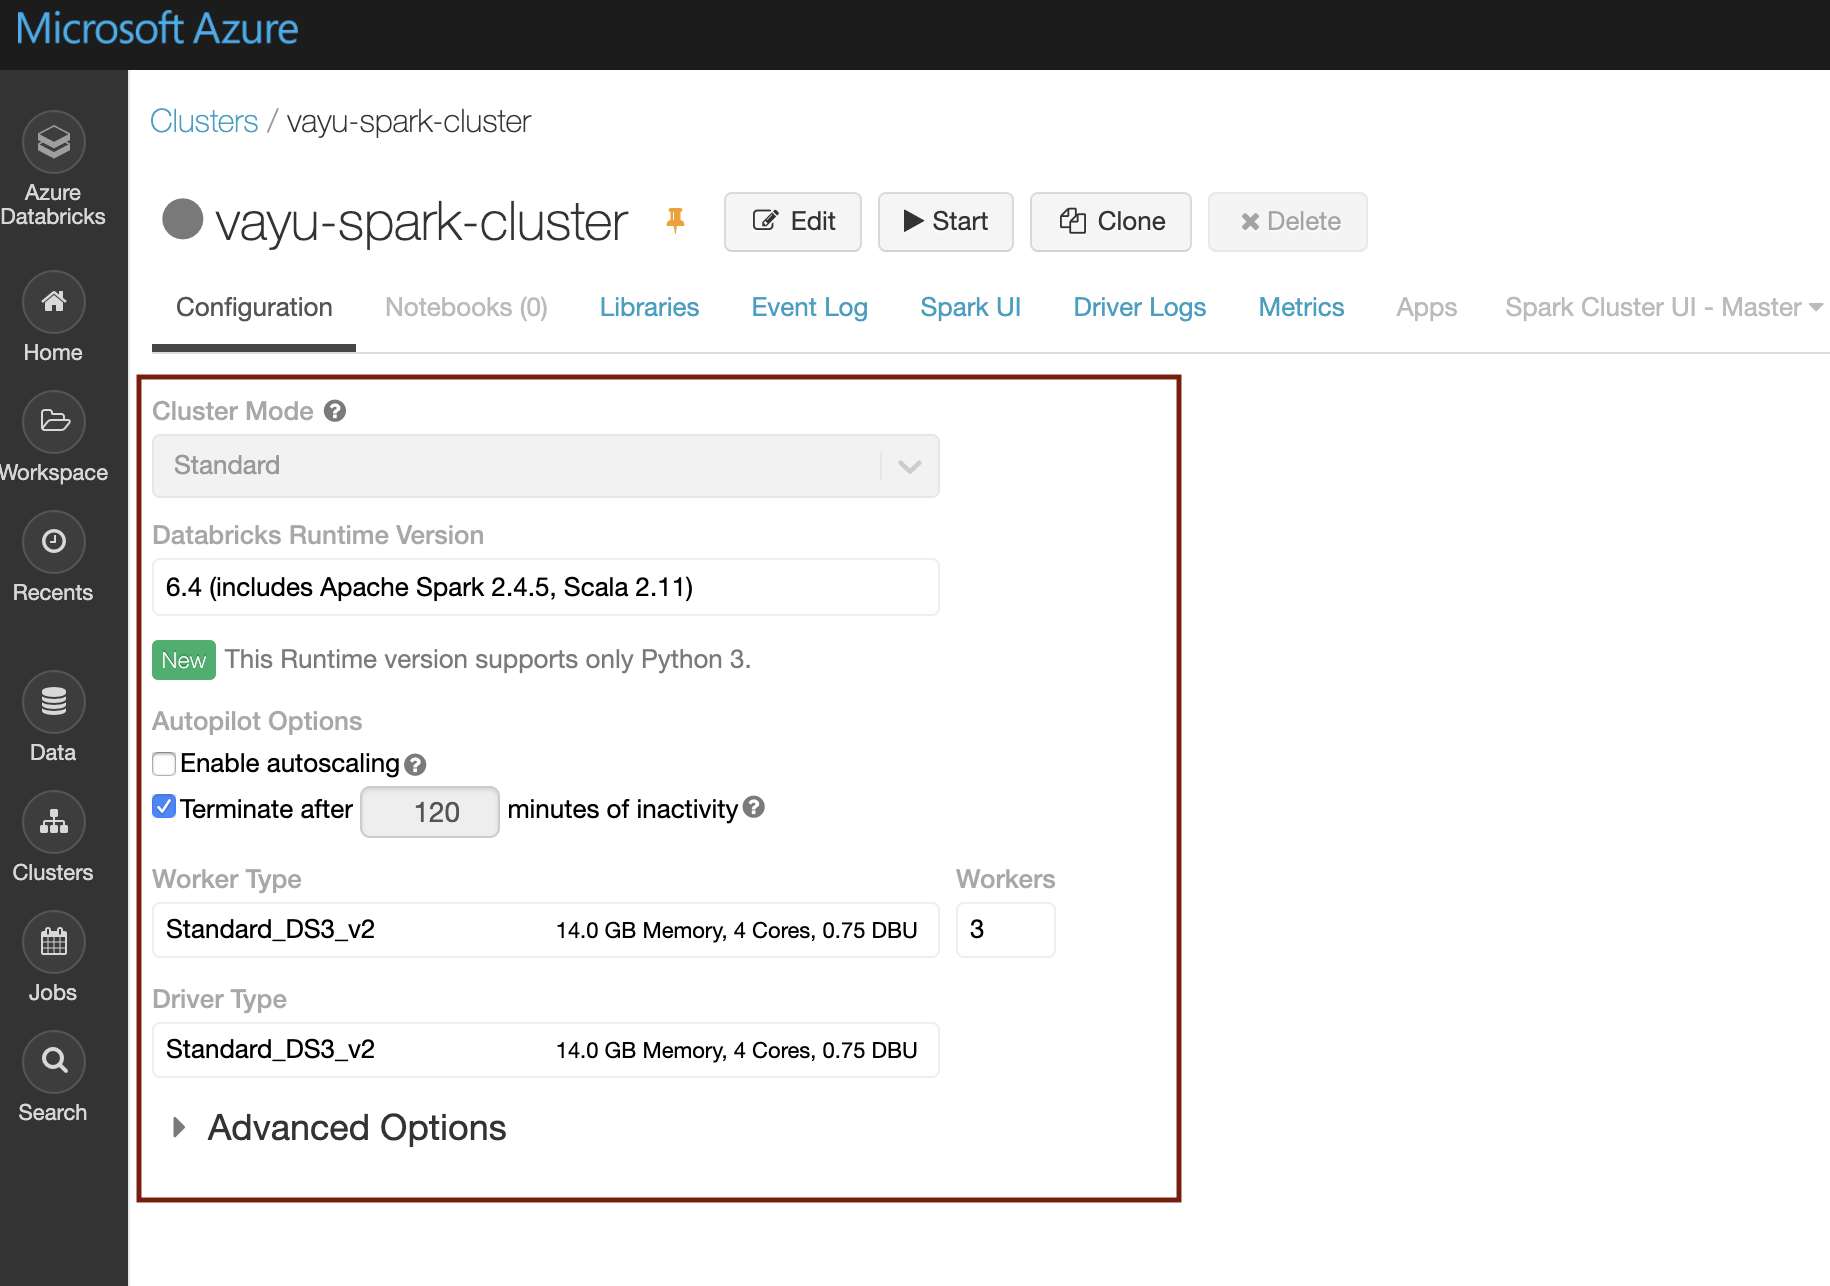 Microsoft Azure
Azure
Databricks
Home
Workspace
Recents
Data
Clusters
Jobs
Search
Clusters / vayu-spark-cluster
vayu-spark-cluster Edit Start Clone Delete
Configuration Notebooks (0) Libraries Event Log Spark UI Driver Logs Metrics Apps Spark Cluster UI - Master
Cluster Mode ?
Standard
Databricks Runtime Version
6.4 (includes Apache Spark 2.4.5, Scala 2.11)
New This Runtime version supports only Python 3.
Autopilot Options
Enable autoscaling ?
Terminate after 120 minutes of inactivity ?
Worker Type Workers
Standard_DS3_v2 14.0 GB Memory, 4 Cores, 0.75 DBU 3
Driver Type
Standard_DS3_v2 14.0 GB Memory, 4 Cores, 0.75 DBU
Advanced Options